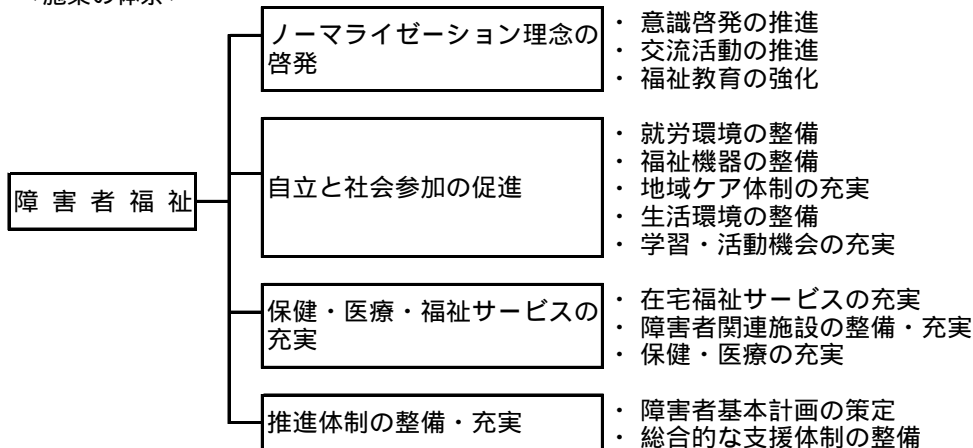 ノーマライゼーション理念の
啓発
・ 意識啓発の推進
・ 交流活動の推進
・ 福祉教育の強化
障 害 者 福 祉
自立と社会参加の促進
・ 就労環境の整備
・ 福祉機器の整備
・ 地域ケア体制の充実
・ 生活環境の整備
・ 学習・活動機会の充実
保健・医療・福祉サービスの
充実
・ 在宅福祉サービスの充実
・ 障害者関連施設の整備・充実
・ 保健・医療の充実
推進体制の整備・充実
・ 障害者基本計画の策定
・ 総合的な支援体制の整備